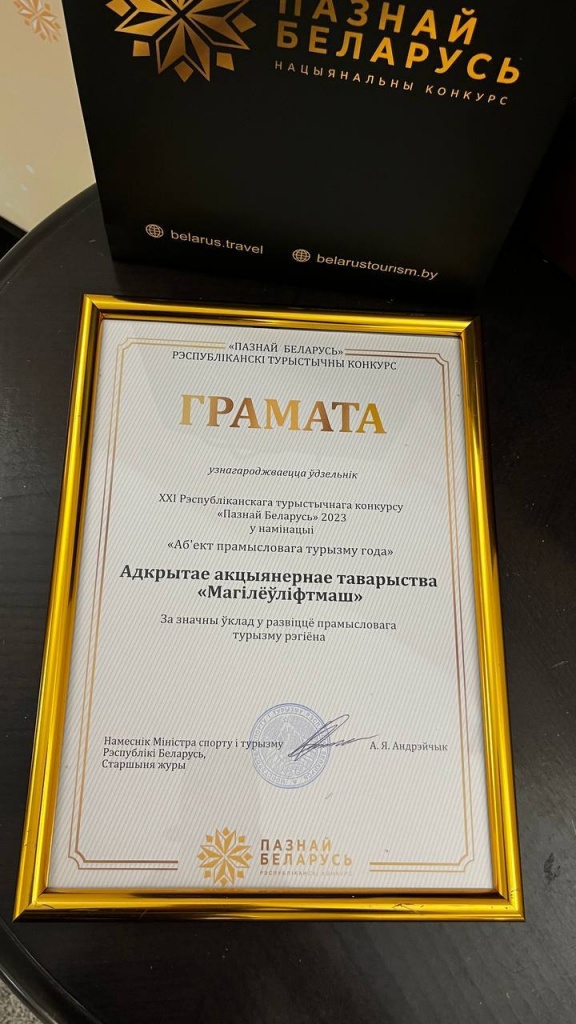 ПАЗНАЙ
БЕЛАРУСЬ
НАЦЫЯНАЛЬНЫ КОНКУРС
belarus.travel
belarustourism.by
«ПАЗНАЙ БЕЛАРУСЬ»
РЭСПУБЛІКАНСКІ ТУРЫСТЫЧНЫ КОНКУРС
ГРАМАТА
узнагароджваецца ўдзельнік
XXI Рэспубліканскага турыстычнага конкурсу
«Пазнай Беларусь» 2023
у намінацыі
«Аб'ект прамысловага турызму года»
Адкрытае акцыянернае таварыства
«Магілёўліфтмаш»
За значны ўклад у развіццё прамысловага
турызму рэгіёна
Намеснік Міністра спорту і турызму
Рэспублікі Беларусь,
Старшыня журы
А. Я. Андрэйчык
ПАЗНАЙ
БЕЛАРУСЬ
РЭСПУБЛІКАНСКІ КОНКУРС